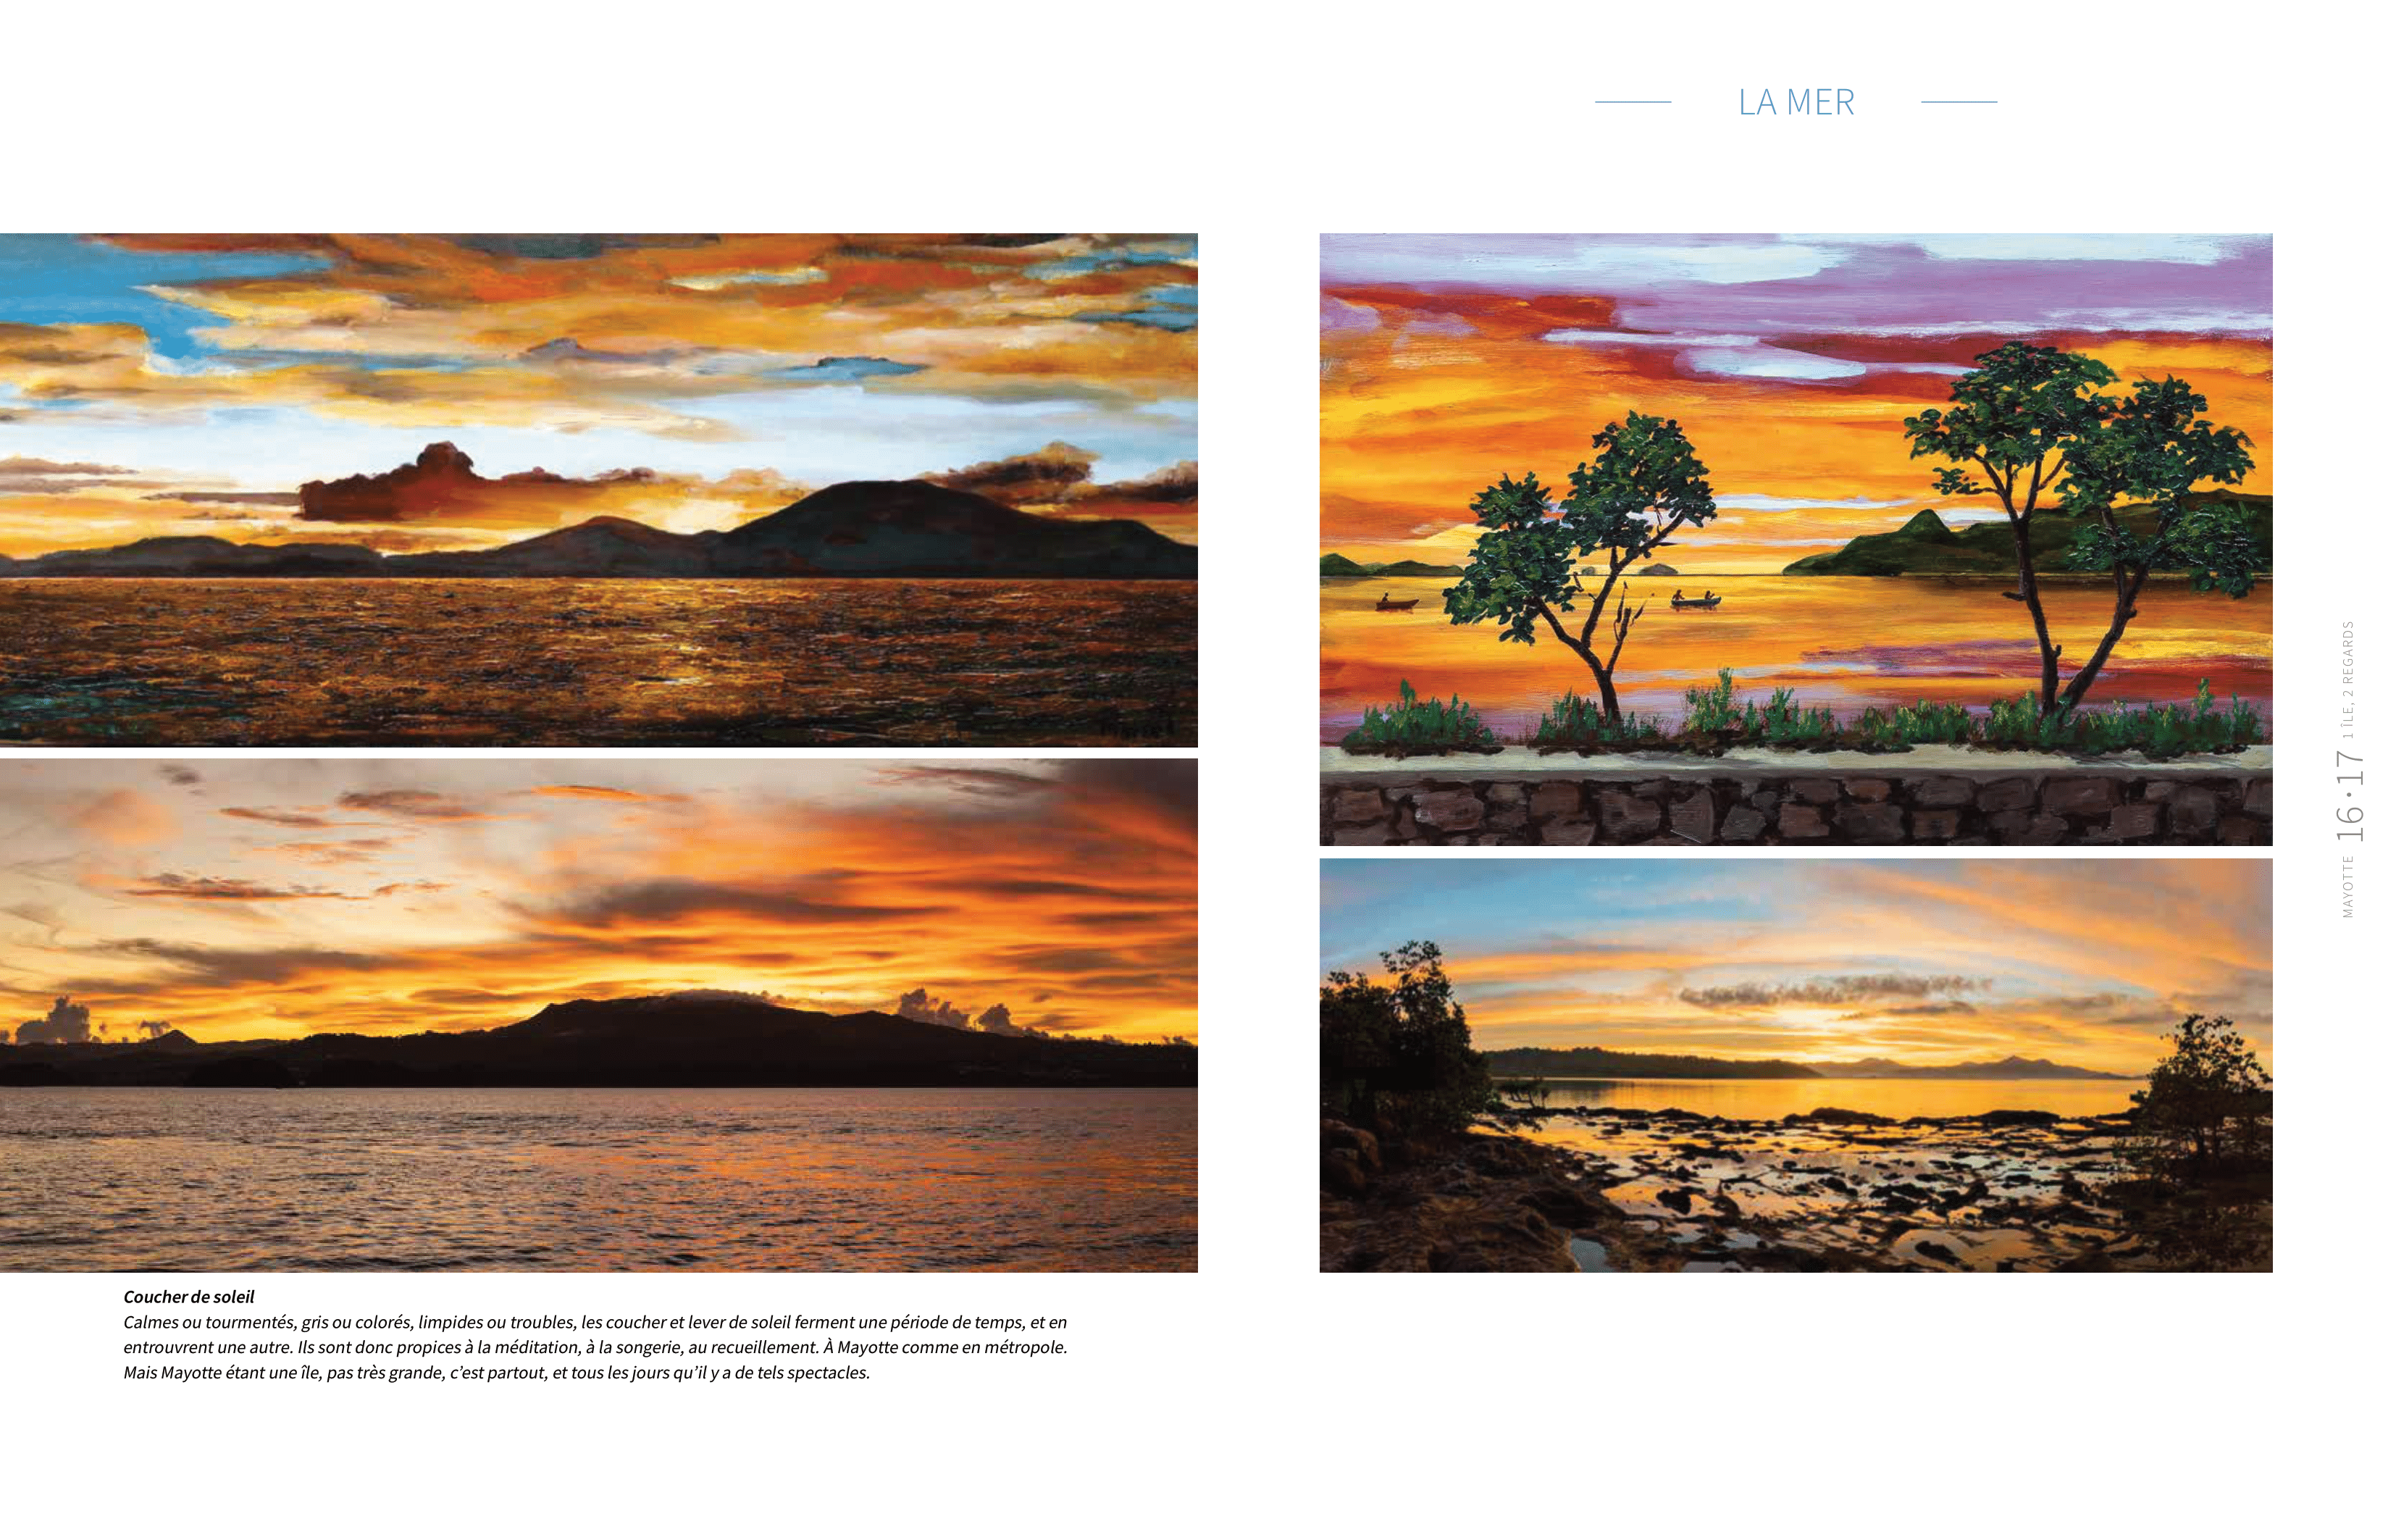 LA MER
Coucher de soleil
Calmes ou tourmentés, gris ou colorés, limpides ou troubles, les coucher et lever de soleil ferment une période de temps, et en
entrouvrent une autre. Ils sont donc propices à la méditation, à la songerie, au recueillement. À Mayotte comme en métropole.
Mais Mayotte étant une île, pas très grande, c’est partout, et tous les jours qu’il y a de tels spectacles.
MAYOTTE 16•17 1 ÎLE, 2 REGARDS